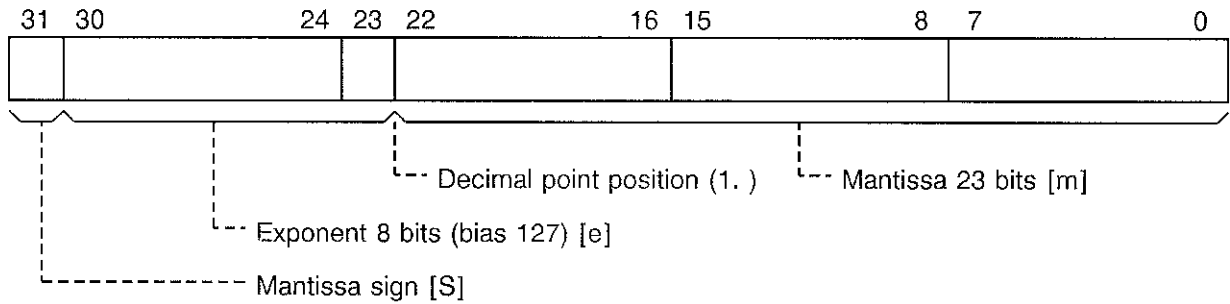 31 30 24 23 22 16 15 8 7 0
Decimal point position (1. )
Mantissa 23 bits [m]
Exponent 8 bits (bias 127) [e]
Mantissa sign [S]